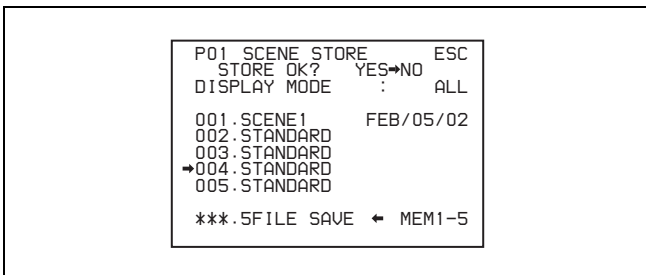 P01 SCENE STORE ESC
STORE OK? YES➡NO
DISPLAY MODE : ALL
001.SCENE1 FEB/05/02
002.STANDARD
003.STANDARD
➡004.STANDARD
005.STANDARD
***.5FILE SAVE ⬅ MEM1-5